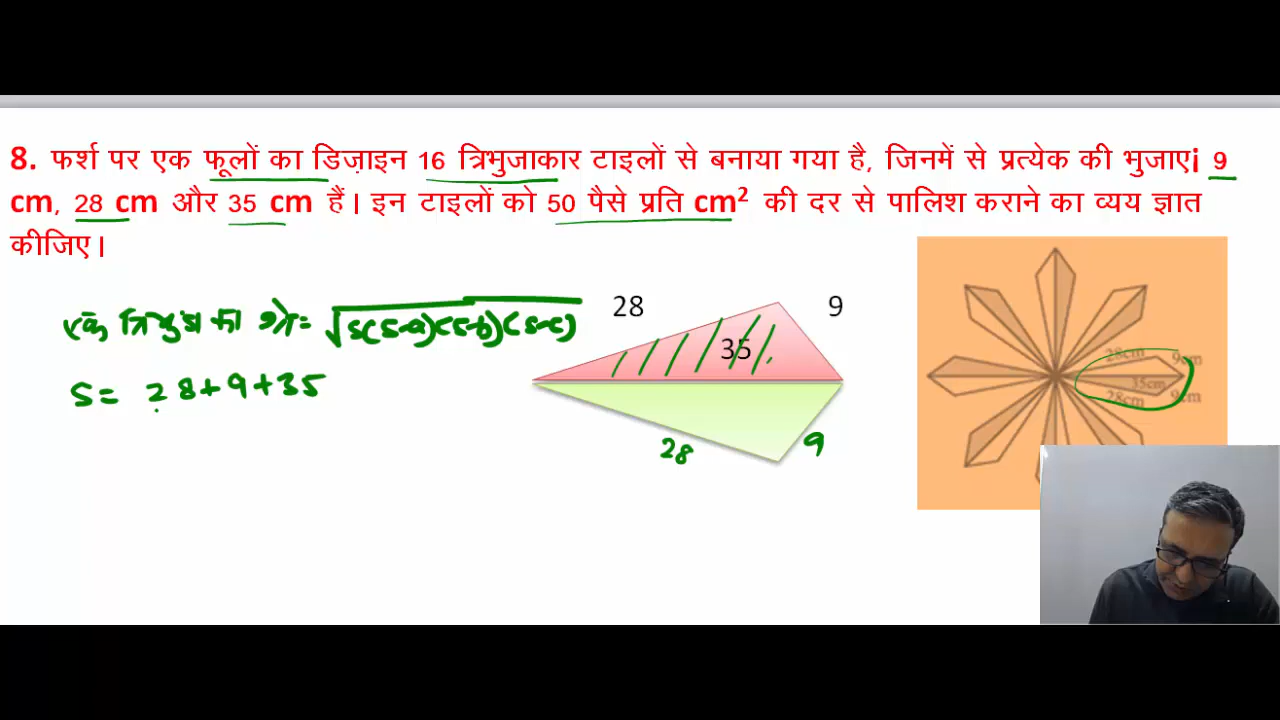 8. फर्श पर एक फूलों का डिज़ाइन 16 त्रिभुजाकार टाइलों से बनाया गया है, जिनमें से प्रत्येक की भुजाए¡ 9
cm, 28 cm और 35 cm हैं। इन टाइलों को 50 पैसे प्रति cm² की दर से पालिश कराने का व्यय ज्ञात
कीजिए।
एक त्रिभुज का क्षे० = √s(s-a)(s-b)(s-c)
S = 28+9+35
28 9
35
28 9
28cm 9cm
35cm
28cm 9cm